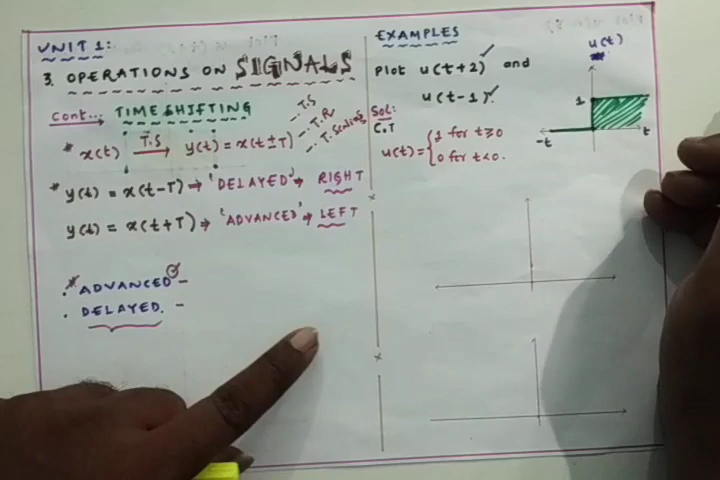 UNIT 1:
3. OPERATIONS ON SIGNALS
Cont... TIME SHIFTING
- T.S
- T.R
- T. Scaling
* x(t) T.S → y(t) = x(t ± T)
* y(t) = x(t-T) → 'DELAYED' → RIGHT
y(t) = x(t+T) → 'ADVANCED' → LEFT
* ADVANCED -
. DELAYED. -
EXAMPLES
Plot u(t+2) and
u(t-1).
Sol:
C.T
u(t) = { 1 for t ≥ 0
0 for t < 0.
u(t)
1
-t t